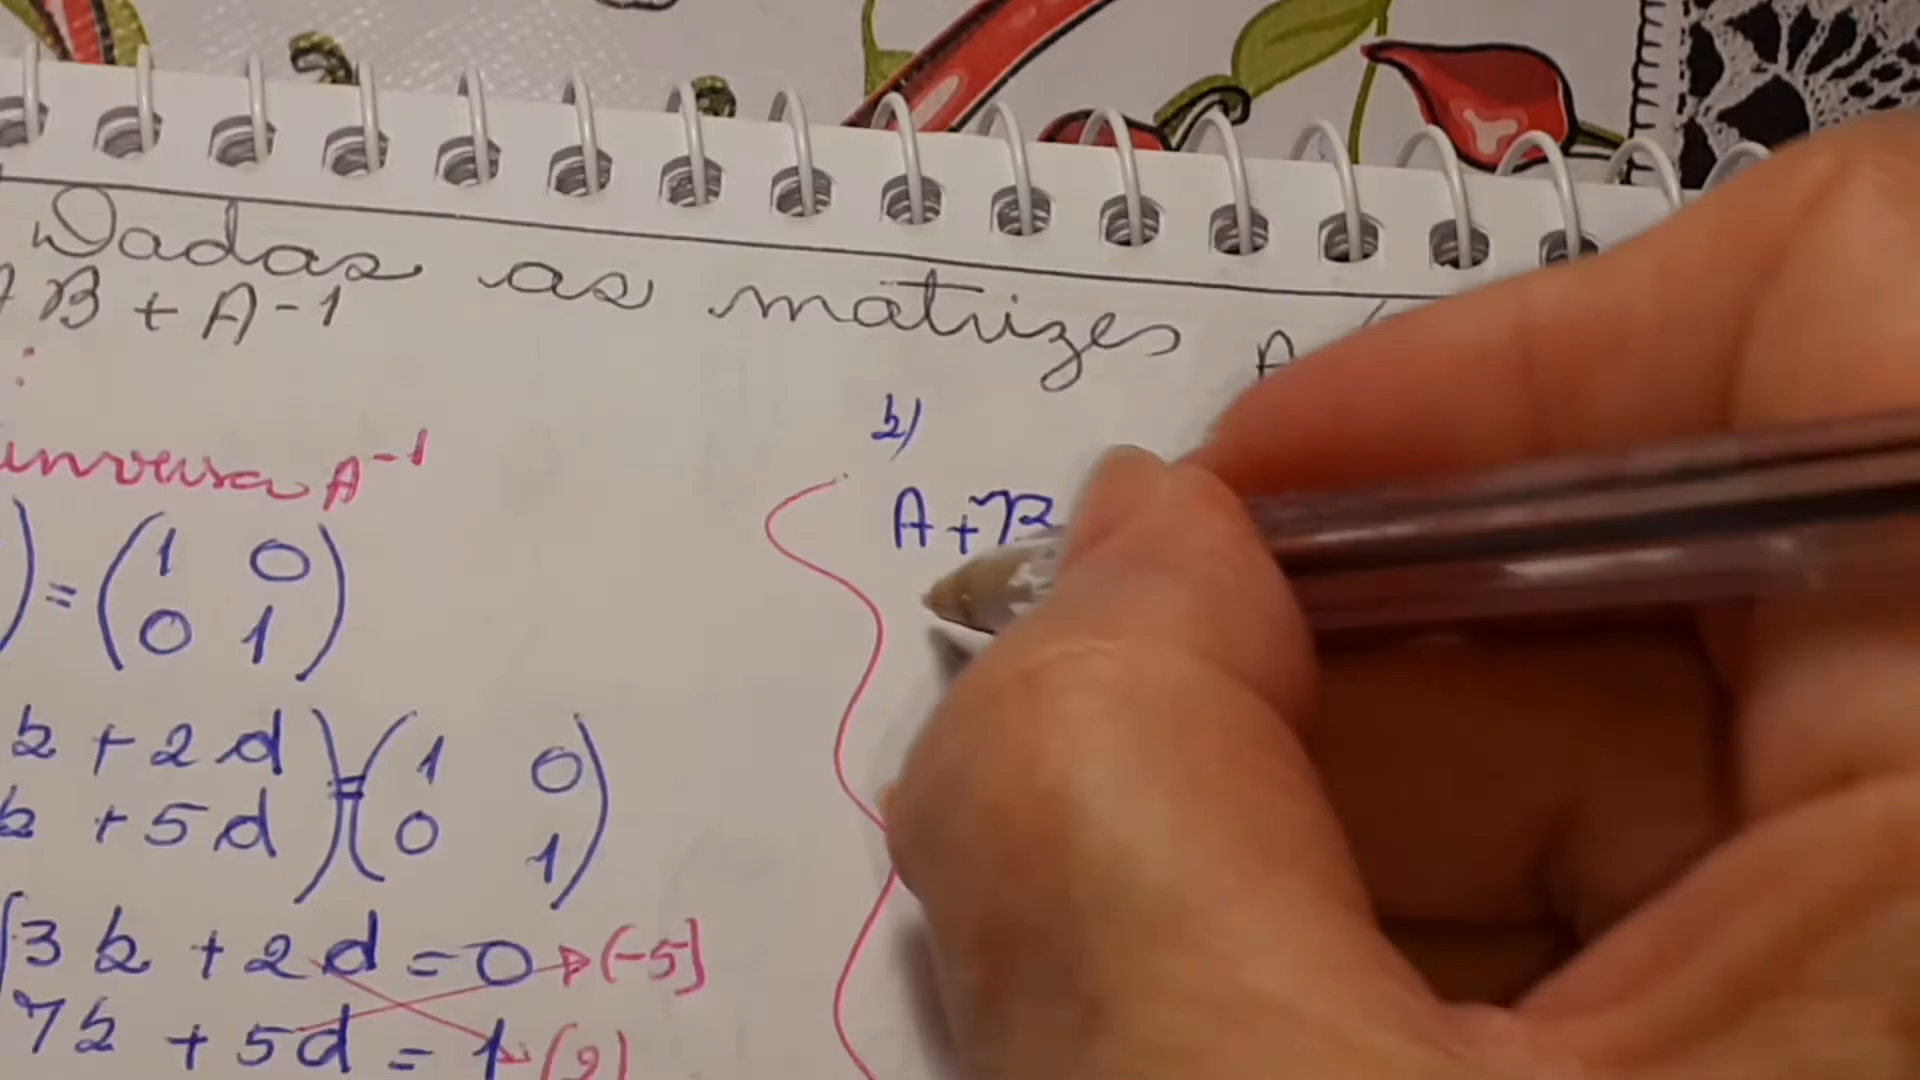 Dadas as matrizes A
B + A-1
inversa A-1
= (1 0
0 1)
b + 2d) = (1 0
b + 5d) (0 1)
3b + 2d = 0 → (-5)
7b + 5d = 1 → (2)
b)
A + B